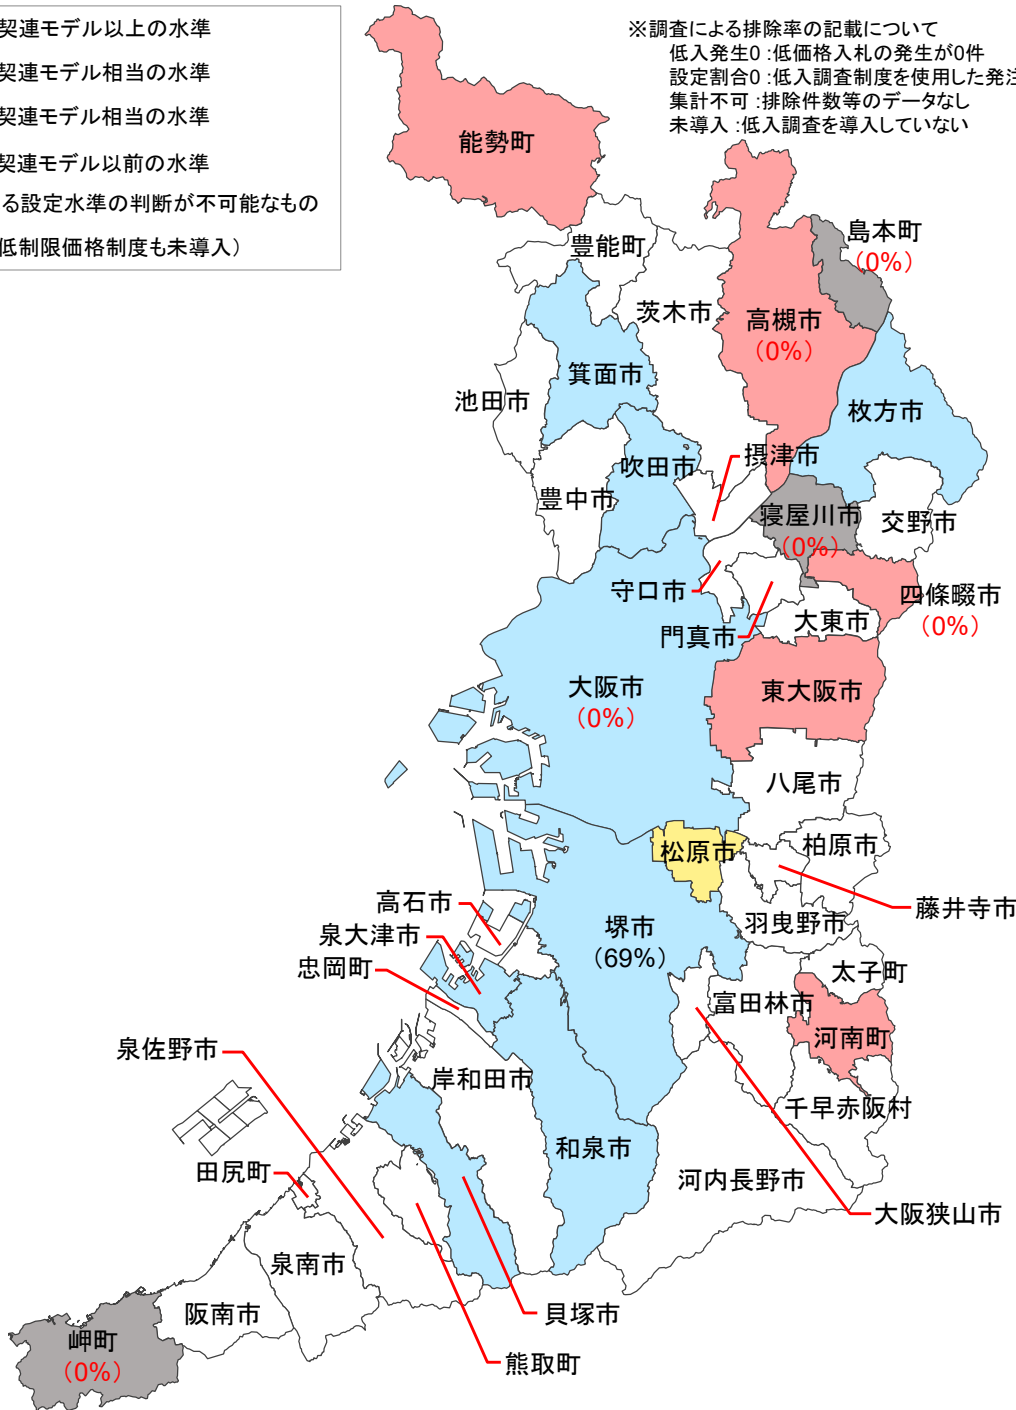 契連モデル以上の水準
契連モデル相当の水準
契連モデル相当の水準
契連モデル以前の水準
る設定水準の判断が不可能なもの
低制限価格制度も未導入）
※調査による排除率の記載について
低入発生0：低価格入札の発生が0件
設定割合0：低入調査制度を使用した発注
集計不可：排除件数等のデータなし
未導入：低入調査を導入していない
能勢町
豊能町
島本町
（0%）
茨木市
高槻市
（0%）
箕面市
池田市
枚方市
摂津市
吹田市
豊中市
寝屋川市
（0%）
交野市
守口市
四條畷市
（0%）
門真市
大東市
大阪市
（0%）
東大阪市
八尾市
松原市
柏原市
高石市
藤井寺市
泉大津市
堺市
（69%）
羽曳野市
忠岡町
太子町
富田林市
河南町
泉佐野市
岸和田市
千早赤阪村
和泉市
田尻町
河内長野市
大阪狭山市
泉南市
阪南市
貝塚市
岬町
（0%）
熊取町